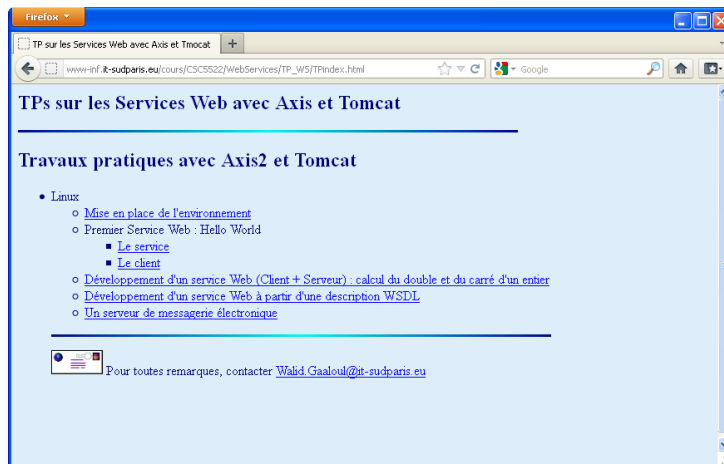 Firefox
TP sur les Services Web avec Axis et Tmocat
www-inf.it-sudparis.eu/cours/CSC5522/WebServices/TP_WS/TPindex.html
Google
TPs sur les Services Web avec Axis et Tomcat
Travaux pratiques avec Axis2 et Tomcat
Linux
Mise en place de l'environnement
Premier Service Web : Hello World
Le service
Le client
Développement d'un service Web (Client + Serveur) : calcul du double et du carré d'un entier
Développement d'un service Web à partir d'une description WSDL
Un serveur de messagerie électronique
Pour toutes remarques, contacter Walid.Gaaloul@it-sudparis.eu